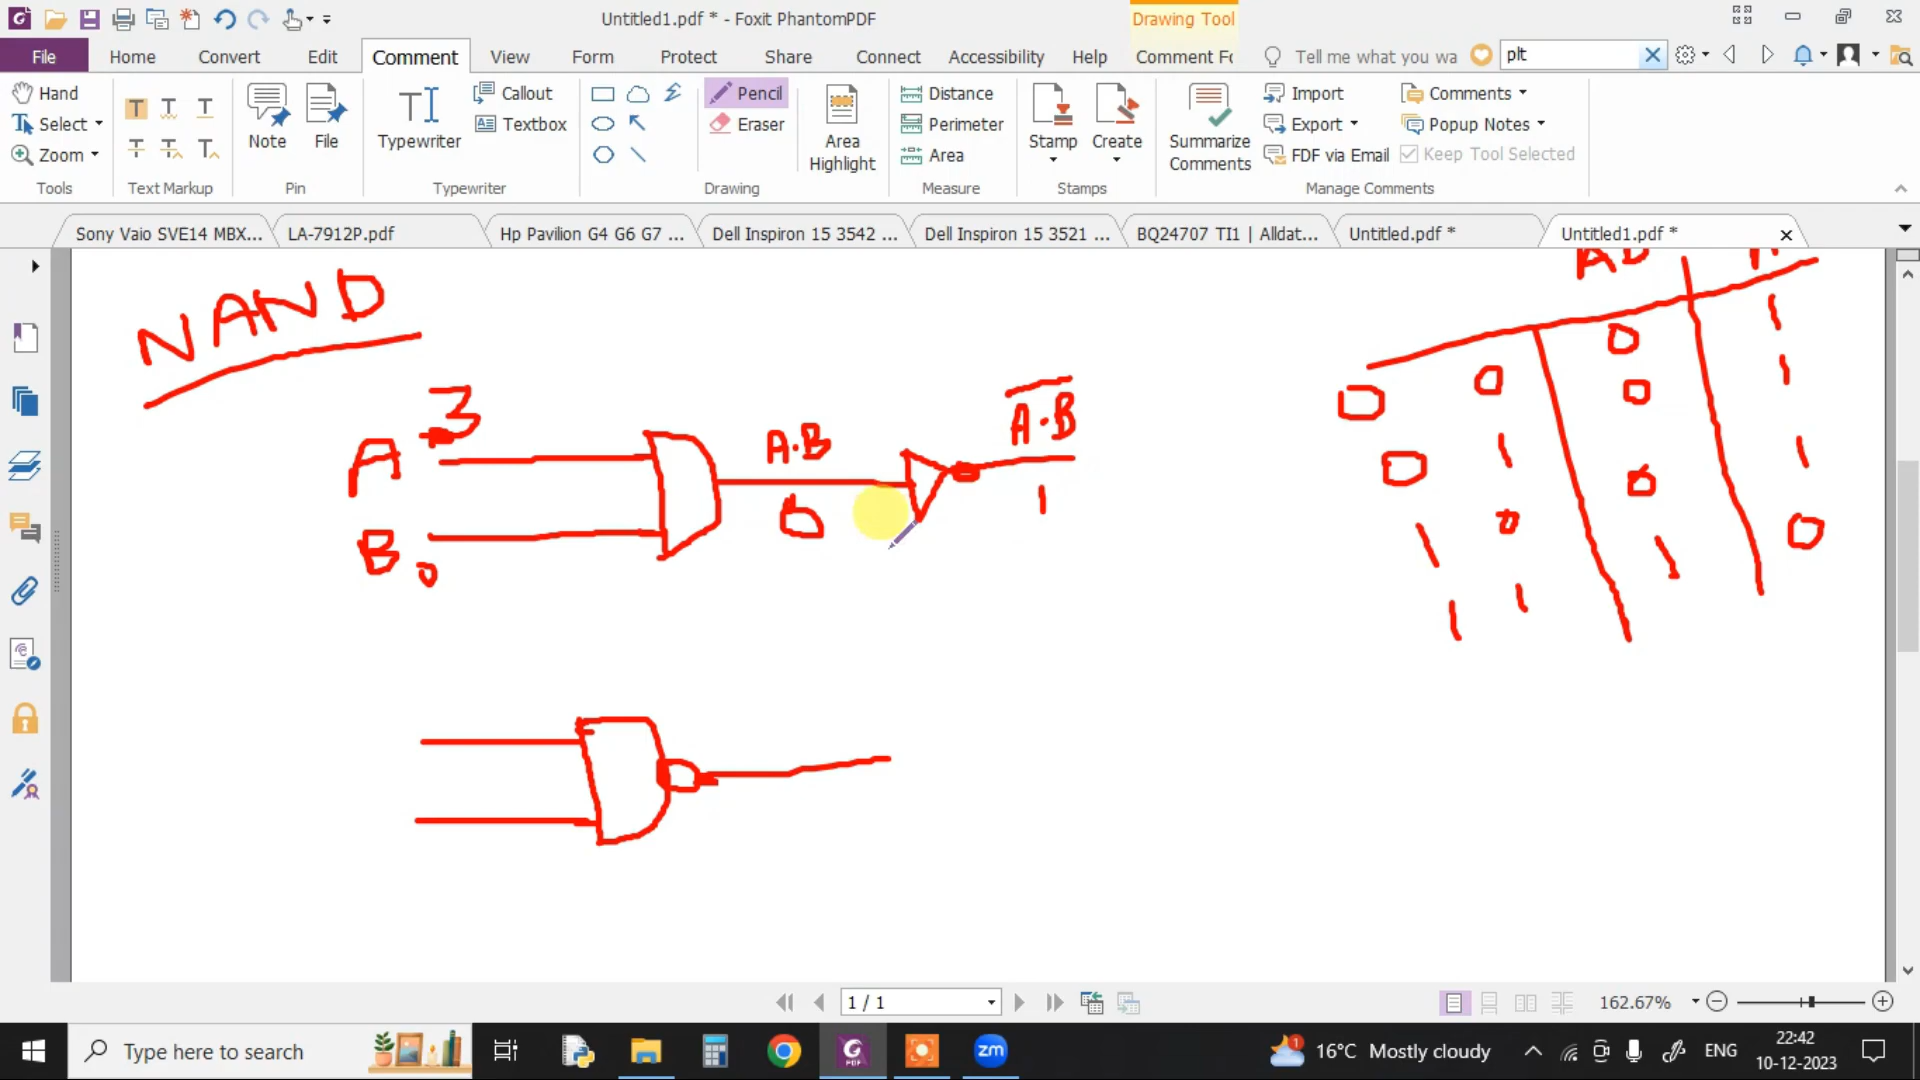 Untitled1.pdf * - Foxit PhantomPDF
Drawing Tool
File
Home
Convert
Edit
Comment
View
Form
Protect
Share
Connect
Accessibility
Help
Comment Fo
Tell me what you wa
plt
Hand
Select
Zoom
Tools
Text Markup
Note
File
Pin
Typewriter
Callout
Textbox
Typewriter
Pencil
Eraser
Drawing
Area Highlight
Distance
Perimeter
Area
Measure
Stamp
Create
Stamps
Summarize Comments
Import
Export
FDF via Email
Comments
Popup Notes
Keep Tool Selected
Manage Comments
Sony Vaio SVE14 MBX...
LA-7912P.pdf
Hp Pavilion G4 G6 G7 ...
Dell Inspiron 15 3542 ...
Dell Inspiron 15 3521 ...
BQ24707 TI1 | Alldat...
Untitled.pdf *
Untitled1.pdf *
NAND
3
A
B
0
A·B
0
A·B
1
0 0 0 1
0 1 0 1
1 0 0 1
1 1 1 0
1 / 1
162.67%
Type here to search
zm
16°C Mostly cloudy
ENG
22:42
10-12-2023